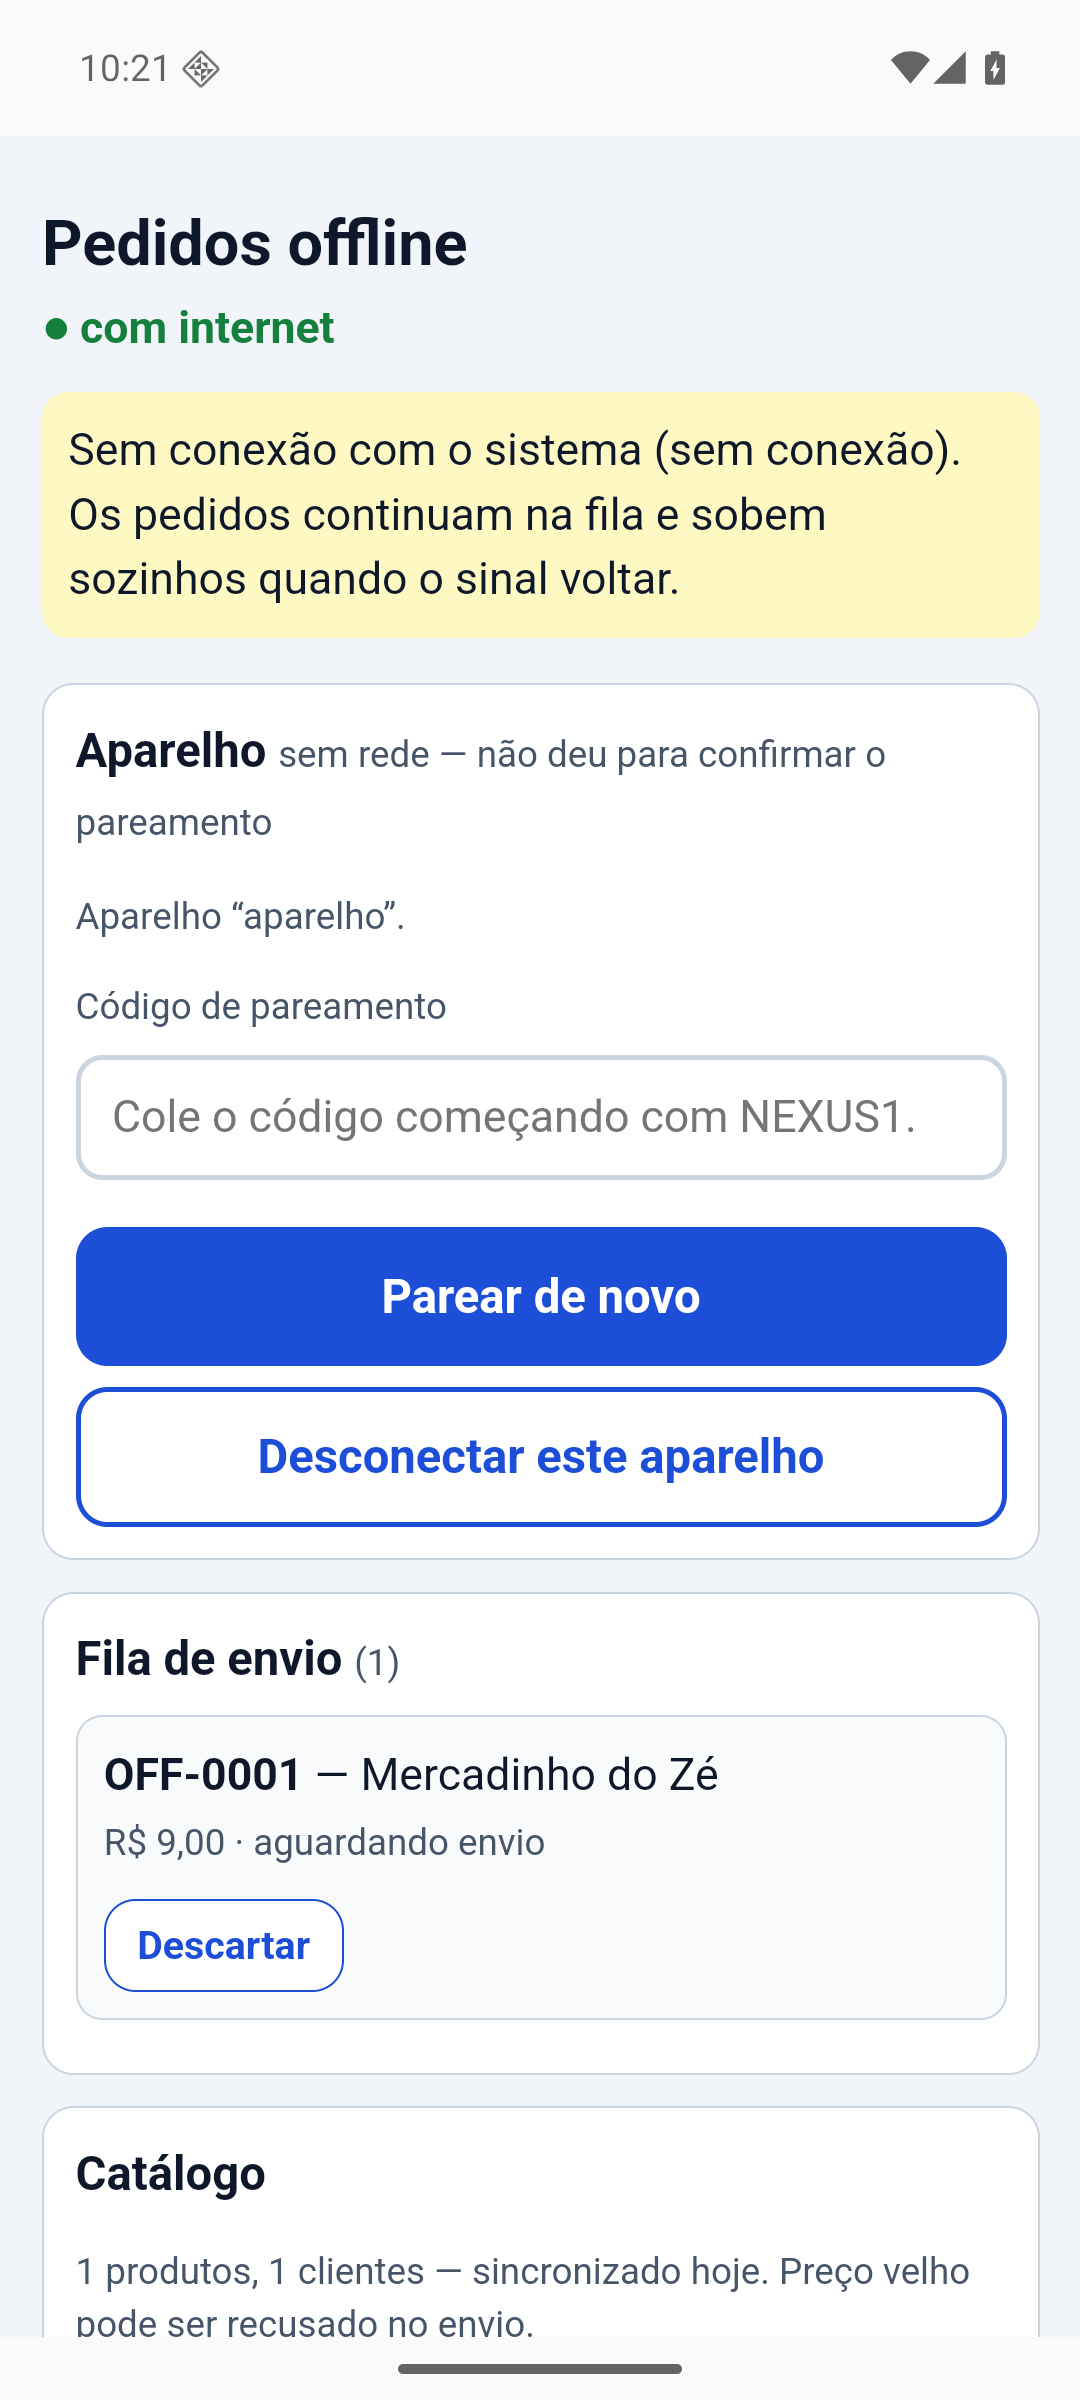 10:21
Pedidos offline
com internet
Sem conexão com o sistema (sem conexão).
Os pedidos continuam na fila e sobem
sozinhos quando o sinal voltar.
Aparelho sem rede — não deu para confirmar o
pareamento
Aparelho “aparelho”.
Código de pareamento
Cole o código começando com NEXUS1.
Parear de novo
Desconectar este aparelho
Fila de envio (1)
OFF-0001 — Mercadinho do Zé
R$ 9,00 · aguardando envio
Descartar
Catálogo
1 produtos, 1 clientes — sincronizado hoje. Preço velho
pode ser recusado no envio.